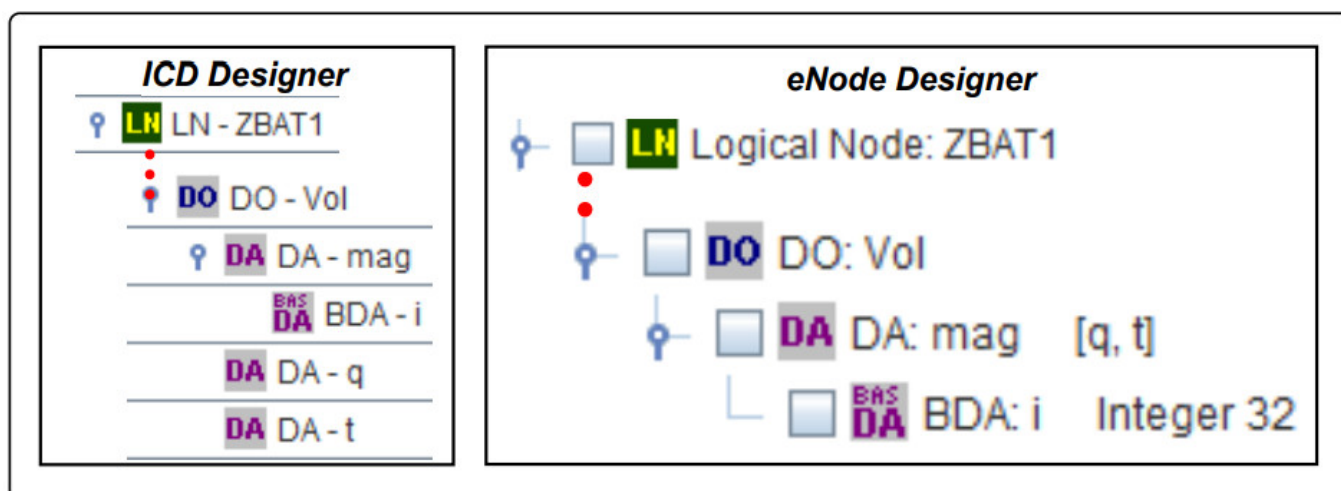 ICD Designer
LN LN - ZBAT1
DO DO - Vol
DA DA - mag
BAS DA BDA - i
DA DA - q
DA DA - t
eNode Designer
LN Logical Node: ZBAT1
DO DO: Vol
DA DA: mag [q, t]
BAS DA BDA: i Integer 32